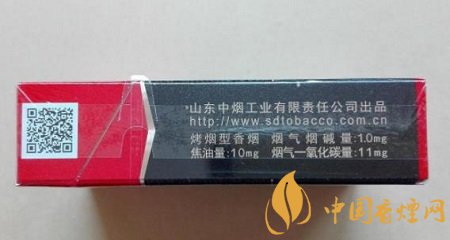 山东中烟工业有限责任公司出品
http://www.sdtobacco.com.cn
烤烟型香烟 烟气烟碱量:1.0mg
焦油量:10mg 烟气一氧化碳量:11mg
中国香烟网